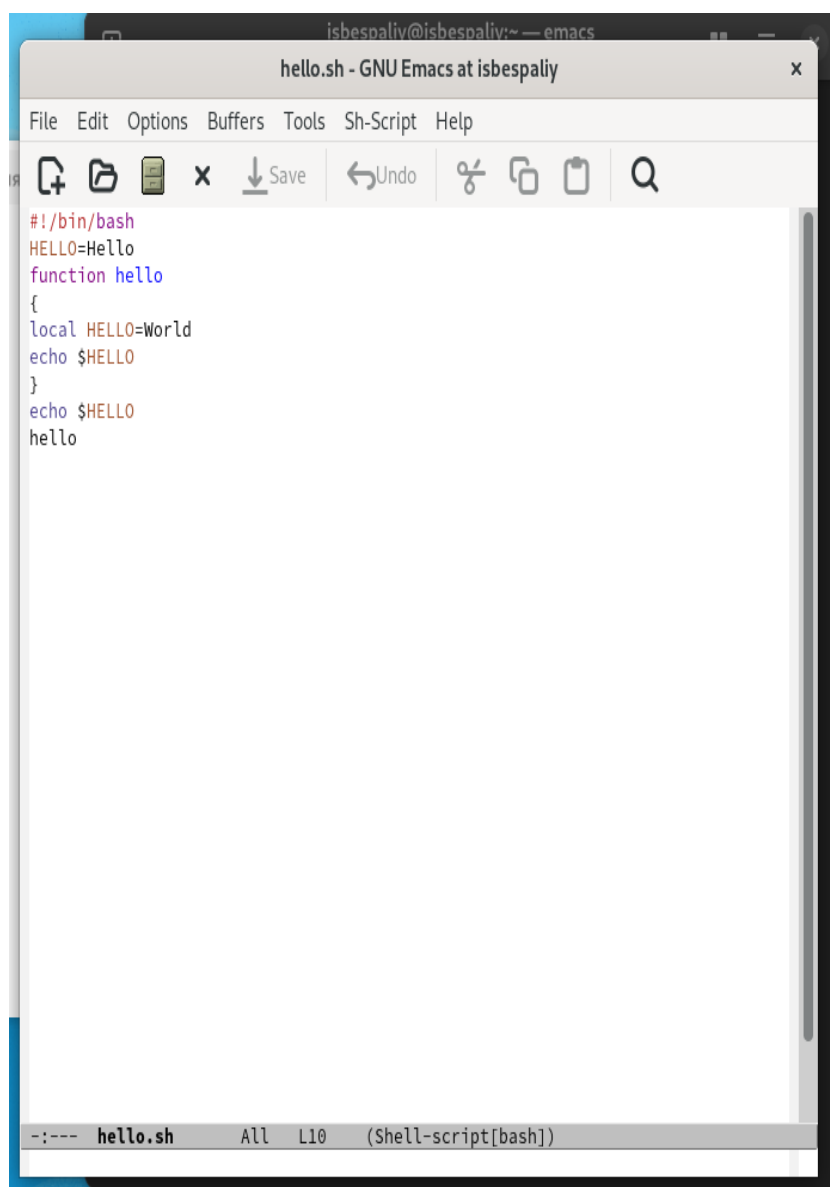 isbespaliy@isbespaliy:~ — emacs
hello.sh - GNU Emacs at isbespaliy
File Edit Options Buffers Tools Sh-Script Help
Save Undo
#!/bin/bash
HELLO=Hello
function hello
{
local HELLO=World
echo $HELLO
}
echo $HELLO
hello
-:--- hello.sh All L10 (Shell-script[bash])